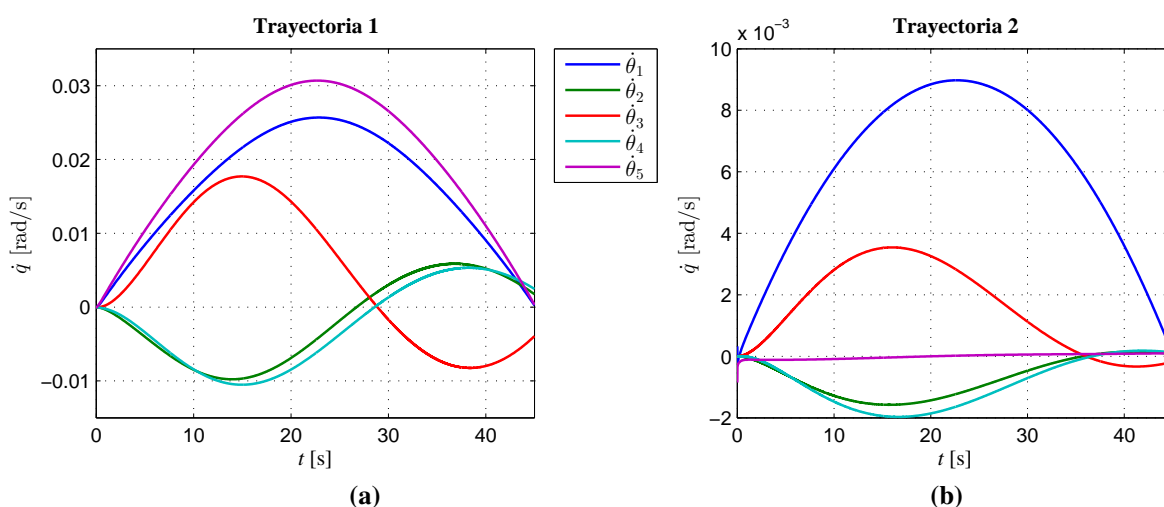 Trayectoria 1
0.03
0.02
0.01
0
−0.01
0 10 20 30 40
q̇ [rad/s]
t [s]
(a)
θ̇₁
θ̇₂
θ̇₃
θ̇₄
θ̇₅
Trayectoria 2
x 10⁻³
10
8
6
4
2
0
−2
0 10 20 30 40
q̇ [rad/s]
t [s]
(b)